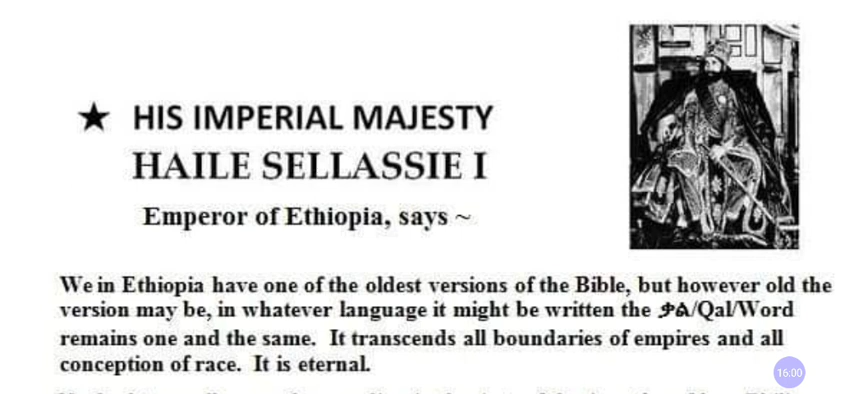 ★ HIS IMPERIAL MAJESTY
HAILE SELLASSIE I
Emperor of Ethiopia, says ~
We in Ethiopia have one of the oldest versions of the Bible, but however old the
version may be, in whatever language it might be written the ቃል/Qal/Word
remains one and the same. It transcends all boundaries of empires and all
conception of race. It is eternal.
16:00